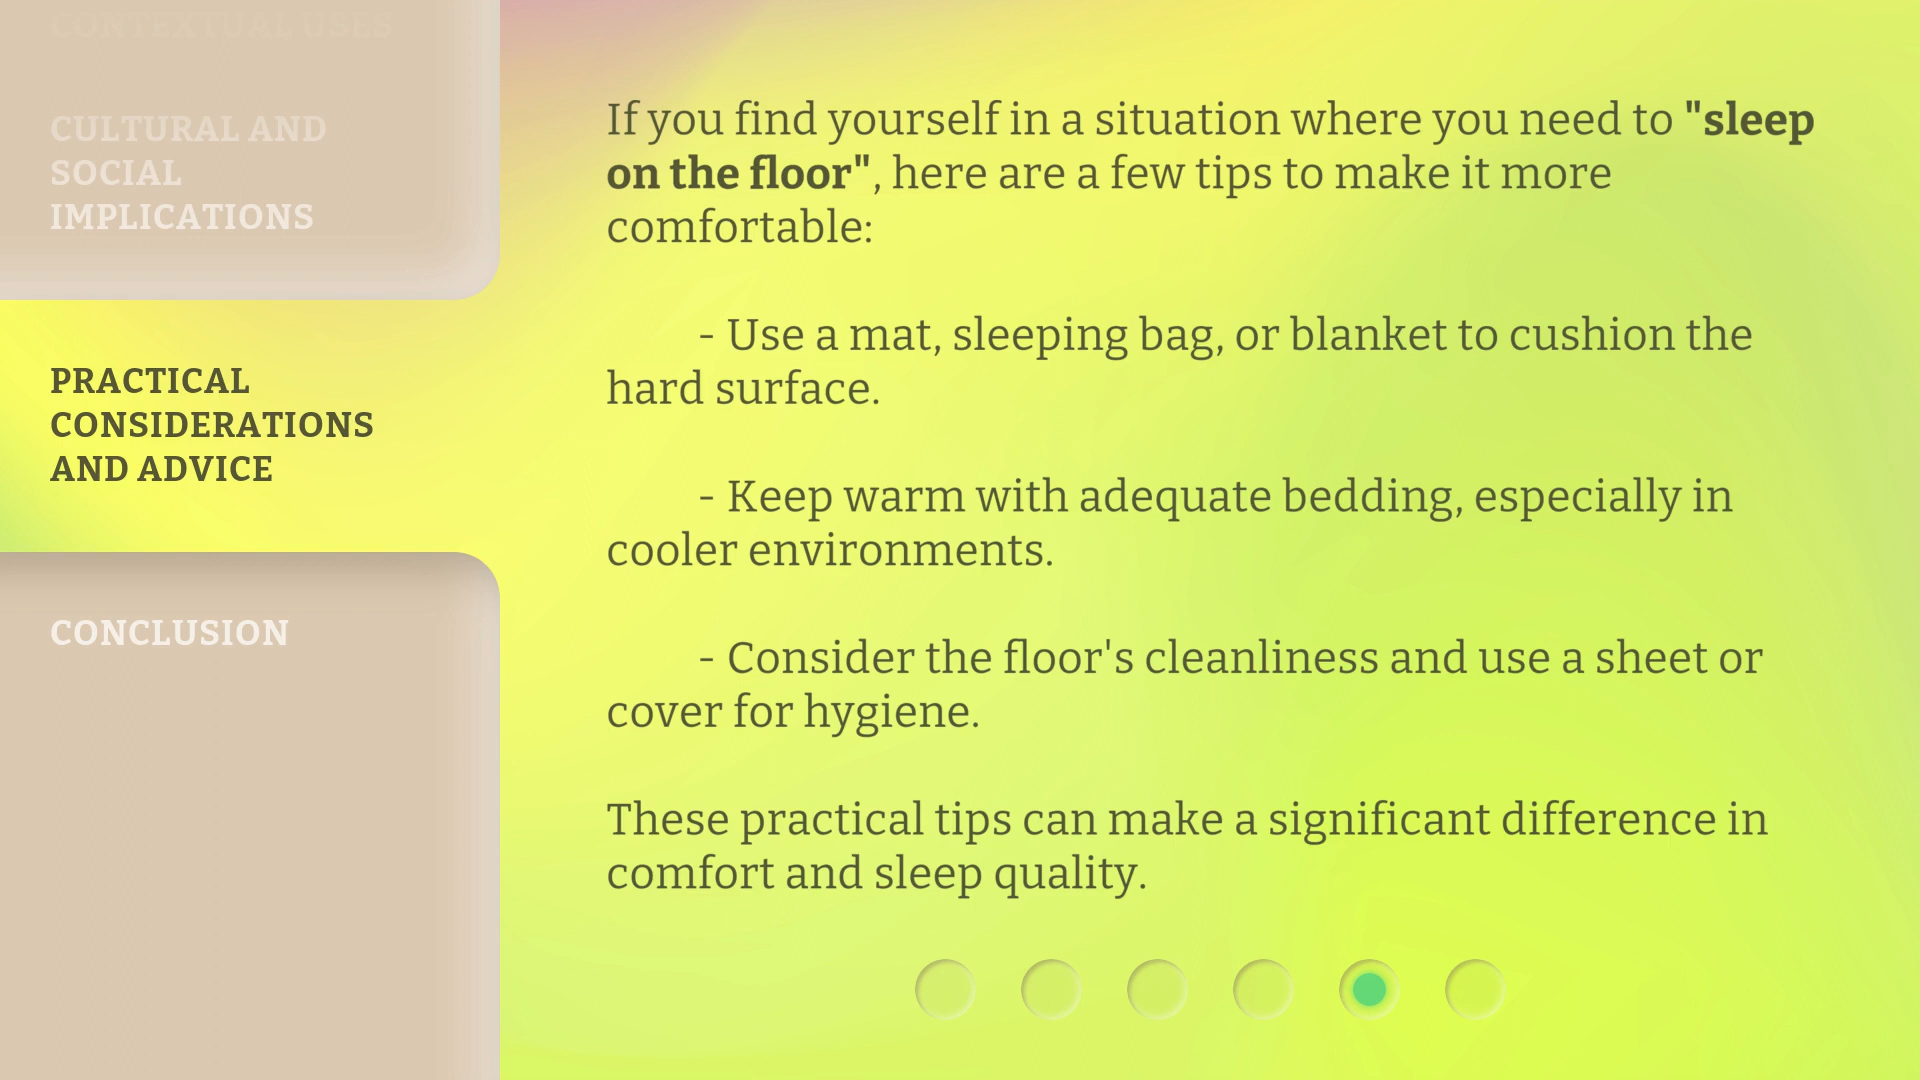 CONTEXTUAL USES
CULTURAL AND
SOCIAL
IMPLICATIONS
PRACTICAL
CONSIDERATIONS
AND ADVICE
CONCLUSION
If you find yourself in a situation where you need to "sleep
on the floor", here are a few tips to make it more
comfortable:
- Use a mat, sleeping bag, or blanket to cushion the
hard surface.
- Keep warm with adequate bedding, especially in
cooler environments.
- Consider the floor's cleanliness and use a sheet or
cover for hygiene.
These practical tips can make a significant difference in
comfort and sleep quality.